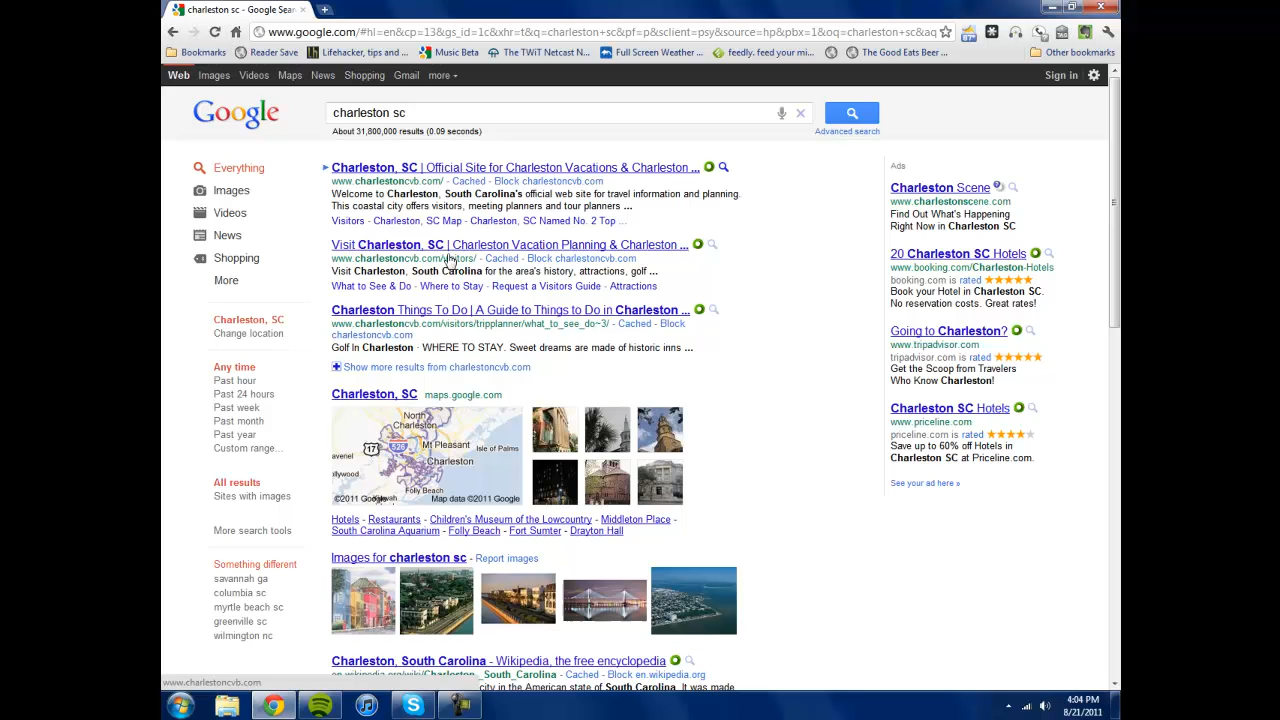 charleston sc - Google Sear
www.google.com/#hl=en&cp=13&gs_id=1c&xhr=t&q=charleston+sc&pf=p&sclient=psy&source=hp&pbx=1&oq=charleston+sc&aq
Bookmarks Reader Save Lifehacker, tips and ... Music Beta The TWiT Netcast N... Full Screen Weather ... feedly. feed your mi... The Good Eats Beer ... Other bookmarks
Web Images Videos Maps News Shopping Gmail more Sign in
Google charleston sc
About 31,800,000 results (0.09 seconds) Advanced search
Everything
Images
Videos
News
Shopping
More
Charleston, SC
Change location
Any time
Past hour
Past 24 hours
Past week
Past month
Past year
Custom range...
All results
Sites with images
More search tools
Something different
savannah ga
columbia sc
myrtle beach sc
greenville sc
wilmington nc
Charleston, SC | Official Site for Charleston Vacations & Charleston ...
www.charlestoncvb.com/ - Cached - Block charlestoncvb.com
Welcome to Charleston, South Carolina's official web site for travel information and planning.
This coastal city offers visitors, meeting planners and tour planners ...
Visitors - Charleston, SC Map - Charleston, SC Named No. 2 Top ...
Visit Charleston, SC | Charleston Vacation Planning & Charleston ...
www.charlestoncvb.com/visitors/ - Cached - Block charlestoncvb.com
Visit Charleston, South Carolina for the area's history, attractions, golf ...
What to See & Do - Where to Stay - Request a Visitors Guide - Attractions
Charleston Things To Do | A Guide to Things to Do in Charleston ...
www.charlestoncvb.com/visitors/tripplanner/what_to_see_do~3/ - Cached - Block
charlestoncvb.com
Golf In Charleston · WHERE TO STAY. Sweet dreams are made of historic inns ...
Show more results from charlestoncvb.com
Charleston, SC maps.google.com
North
Charleston
17
526
Mt Pleasant
Isle of Palms
avenel
Charleston
ollywood
Folly Beach
©2011 Google Map data ©2011 Google
Hotels - Restaurants - Children's Museum of the Lowcountry - Middleton Place -
South Carolina Aquarium - Folly Beach - Fort Sumter - Drayton Hall
Images for charleston sc - Report images
Charleston, South Carolina - Wikipedia, the free encyclopedia
en.wikipedia.org/wiki/Charleston,_South_Carolina - Cached - Block en.wikipedia.org
city in the American state of South Carolina. It was made
Ads
Charleston Scene
www.charlestonscene.com
Find Out What's Happening
Right Now in Charleston SC
20 Charleston SC Hotels
www.booking.com/Charleston-Hotels
booking.com is rated
Book your Hotel in Charleston SC.
No reservation costs. Great rates!
Going to Charleston?
www.tripadvisor.com
tripadvisor.com is rated
Get the Scoop from Travelers
Who Know Charleston!
Charleston SC Hotels
www.priceline.com
priceline.com is rated
Save up to 60% off Hotels in
Charleston SC at Priceline.com.
See your ad here »
www.charlestoncvb.com
4:04 PM
8/21/2011